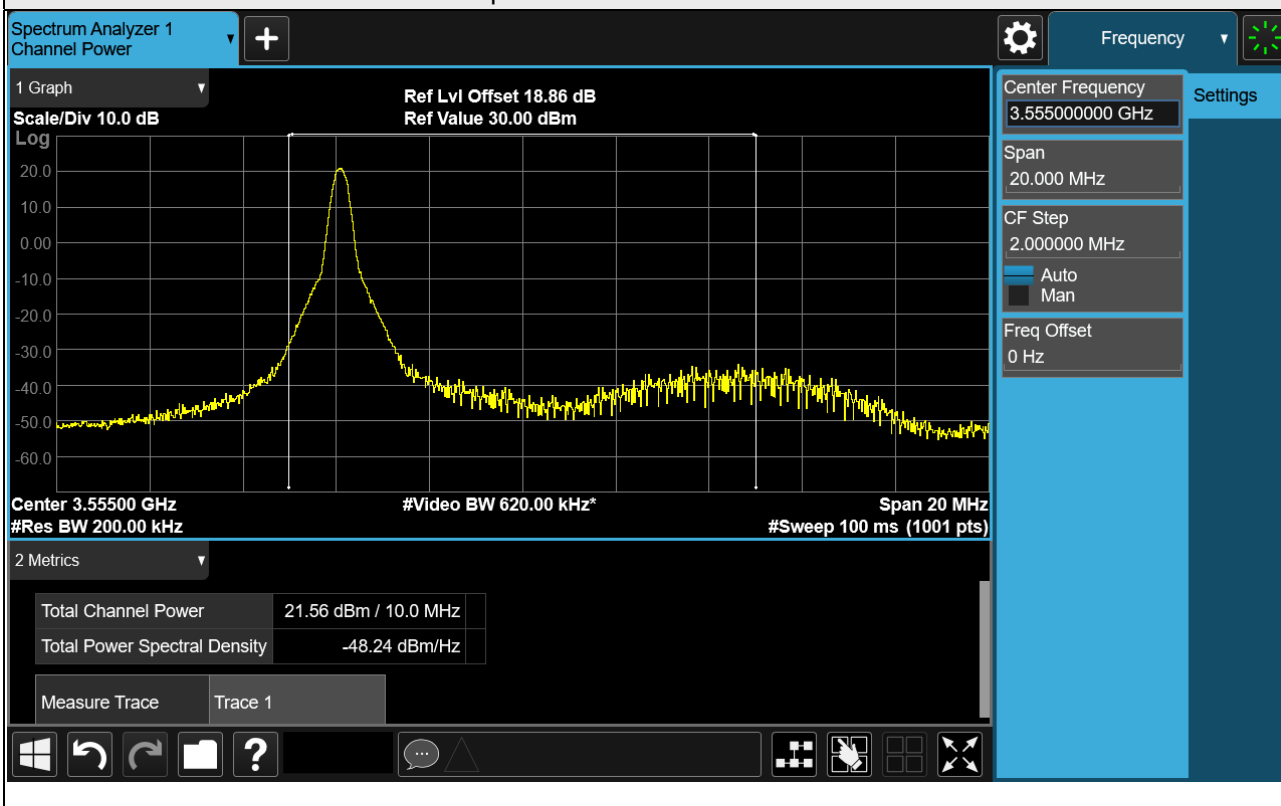 Spectrum Analyzer 1
Channel Power
Frequency
1 Graph
Ref Lvl Offset 18.86 dB
Scale/Div 10.0 dB
Ref Value 30.00 dBm
Log
20.0
10.0
0.00
-10.0
-20.0
-30.0
-40.0
-50.0
-60.0
Center 3.55500 GHz
#Video BW 620.00 kHz*
Span 20 MHz
#Res BW 200.00 kHz
#Sweep 100 ms (1001 pts)
2 Metrics
Total Channel Power 21.56 dBm / 10.0 MHz
Total Power Spectral Density -48.24 dBm/Hz
Measure Trace Trace 1
Center Frequency
3.555000000 GHz
Settings
Span
20.000 MHz
CF Step
2.000000 MHz
Auto
Man
Freq Offset
0 Hz
?